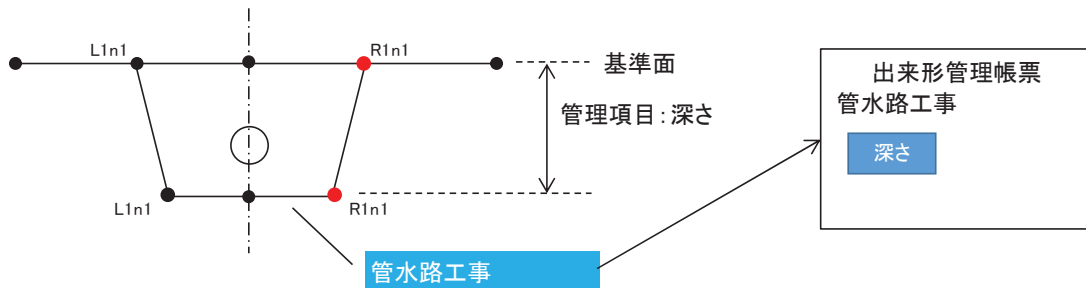 L1n1
R1n1
基準面
管理項目：深さ
L1n1
R1n1
管水路工事
出来形管理帳票
管水路工事
深さ